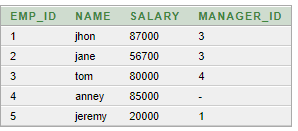 EMP_ID NAME SALARY MANAGER_ID
1 jhon 87000 3
2 jane 56700 3
3 tom 80000 4
4 anney 85000 -
5 jeremy 20000 1